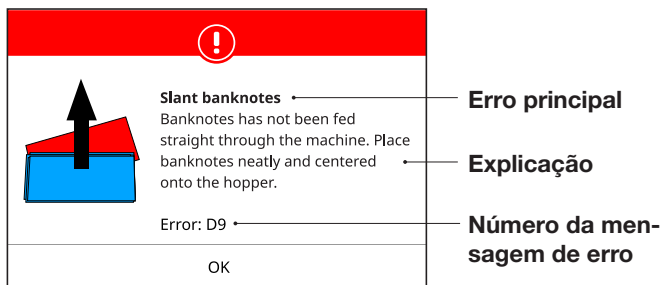 Slant banknotes
Banknotes has not been fed
straight through the machine. Place
banknotes neatly and centered
onto the hopper.
Error: D9
OK
Erro principal
Explicação
Número da men-
sagem de erro